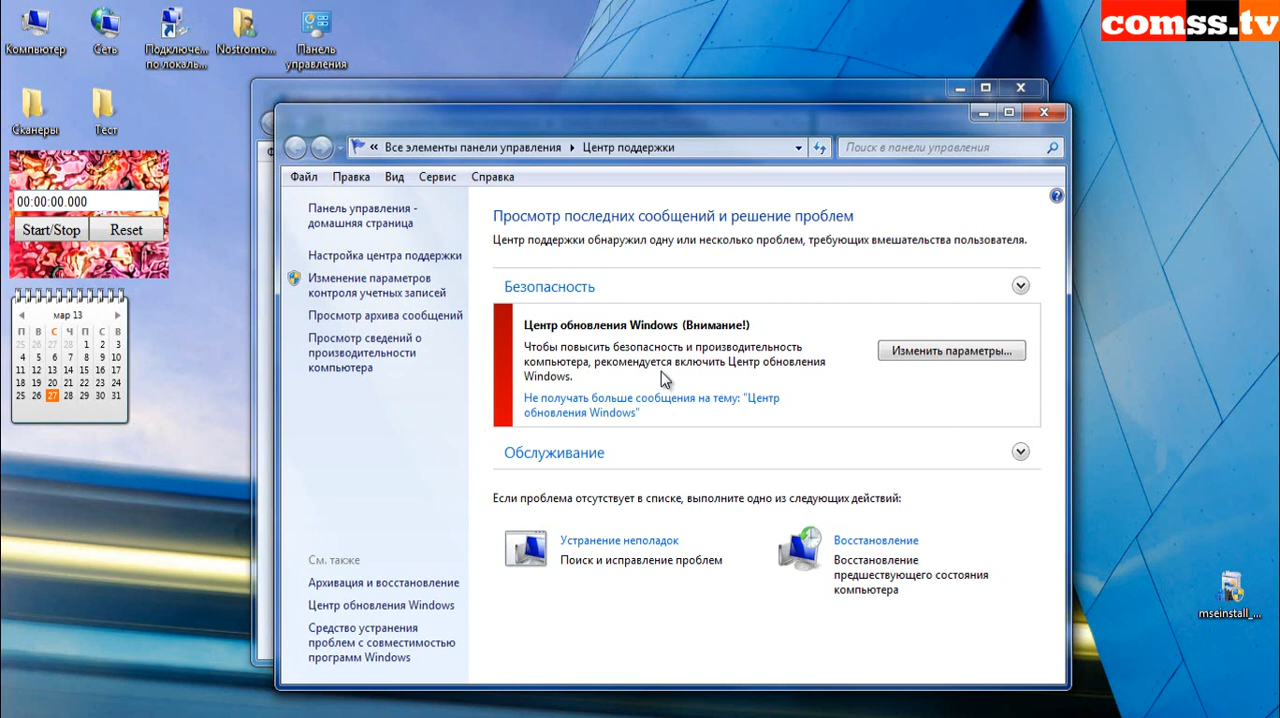 comss.tv
Компьютер
Сеть
Подключе...
по локаль...
Nostromo...
Панель
управления
Сканеры
Тест
00:00:00.000
Start/Stop
Reset
мар 13
П В С Ч П С В
25 26 27 28 1 2 3
4 5 6 7 8 9 10
11 12 13 14 15 16 17
18 19 20 21 22 23 24
25 26 27 28 29 30 31
« Все элементы панели управления
Центр поддержки
Поиск в панели управления
Файл Правка Вид Сервис Справка
Панель управления -
домашняя страница
Настройка центра поддержки
Изменение параметров
контроля учетных записей
Просмотр архива сообщений
Просмотр сведений о
производительности
компьютера
См. также
Архивация и восстановление
Центр обновления Windows
Средство устранения
проблем с совместимостью
программ Windows
Просмотр последних сообщений и решение проблем
Центр поддержки обнаружил одну или несколько проблем, требующих вмешательства пользователя.
Безопасность
Центр обновления Windows (Внимание!)
Чтобы повысить безопасность и производительность
компьютера, рекомендуется включить Центр обновления
Windows.
Изменить параметры...
Не получать больше сообщения на тему: "Центр
обновления Windows"
Обслуживание
Если проблема отсутствует в списке, выполните одно из следующих действий:
Устранение неполадок
Поиск и исправление проблем
Восстановление
Восстановление
предшествующего состояния
компьютера
mseinstall_...